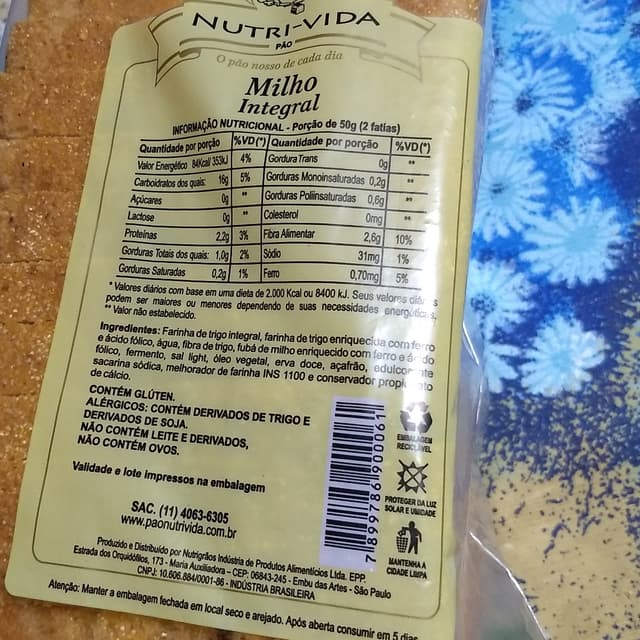 NUTRI-VIDA
PÃO
O pão nosso de cada dia
Milho
Integral
INFORMAÇÃO NUTRICIONAL - Porção de 50g (2 fatias)
Quantidade por porção %VD(*) Quantidade por porção %VD(*)
Valor Energético 84Kcal 353kJ 4% Gordura Trans 0g **
Carboidratos dos quais: 16g 5% Gorduras Monoinsaturadas 0,2g **
Açúcares 0g ** Gorduras Poliinsaturadas 0,6g **
Lactose 0g ** Colesterol 0mg **
Proteínas 2,2g 3% Fibra Alimentar 2,6g 10%
Gorduras Totais dos quais: 1,0g 2% Sódio 31mg 1%
Gorduras Saturadas 0,2g 1% Ferro 0,70mg 5%
* Valores diários com base em uma dieta de 2.000 Kcal ou 8400 kJ. Seus valores diários
podem ser maiores ou menores dependendo de suas necessidades energéticas.
** Valor não estabelecido.
Ingredientes: Farinha de trigo integral, farinha de trigo enriquecida com ferro
e ácido fólico, água, fibra de trigo, fubá de milho enriquecido com ferro e ácido
fólico, fermento, sal light, óleo vegetal, erva doce, açafrão, edulcorante
sacarina sódica, melhorador de farinha INS 1100 e conservador propionato
de cálcio.
CONTÉM GLÚTEN.
ALÉRGICOS: CONTÉM DERIVADOS DE TRIGO E
DERIVADOS DE SOJA.
NÃO CONTÉM LEITE E DERIVADOS,
NÃO CONTÉM OVOS.
Validade e lote impressos na embalagem
SAC. (11) 4063-6305
www.paonutrivida.com.br
7 899786 900061
EMBALAGEM
RECICLÁVEL
PROTEGER DA LUZ
SOLAR E UMIDADE
MANTENHA A
CIDADE LIMPA
Produzido e Distribuído por Nutrigrãos Indústria de Produtos Alimentícios Ltda. EPP.
Estrada dos Orquidófilos, 173 - Maria Auxiliadora - CEP: 06843-245 - Embu das Artes - São Paulo
CNPJ: 10.606.884/0001-86 - INDÚSTRIA BRASILEIRA
Atenção: Manter a embalagem fechada em local seco e arejado. Após aberta consumir em 5 dias